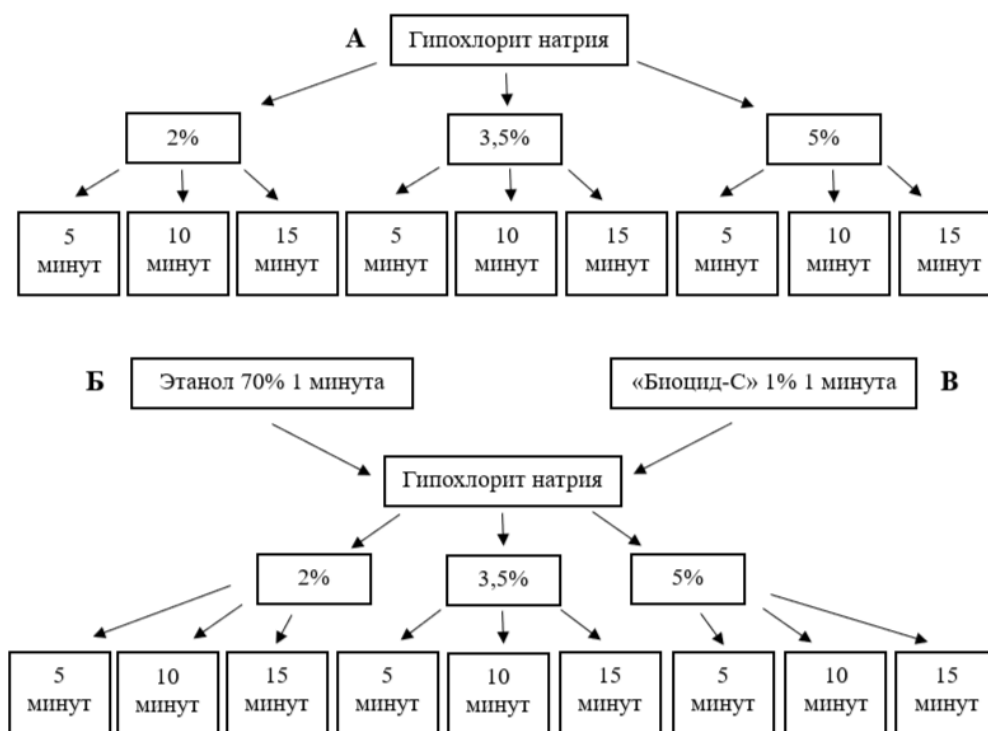 А
Гипохлорит натрия
2% 3,5% 5%
5 10 15 5 10 15 5 10 15
минут минут минут минут минут минут минут минут минут
Б Этанол 70% 1 минута «Биоцид-С» 1% 1 минута В
Гипохлорит натрия
2% 3,5% 5%
5 10 15 5 10 15 5 10 15
минут минут минут минут минут минут минут минут минут